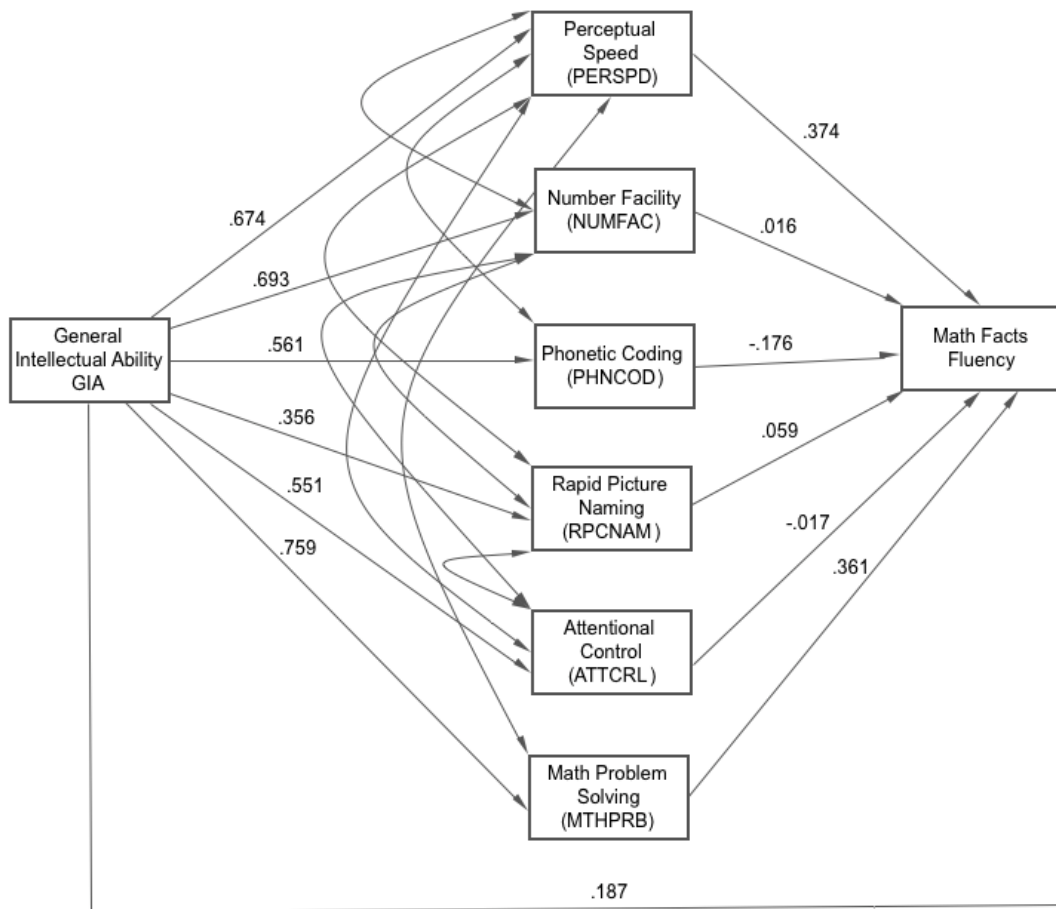 Perceptual
Speed
(PERSPD)
.374
Number Facility
(NUMFAC)
.674
.016
.693
General
Intellectual Ability
GIA
.561
Phonetic Coding
(PHNCOD)
-.176
Math Facts
Fluency
.356
.059
Rapid Picture
Naming
(RPCNAM)
.551
-.017
.759
.361
Attentional
Control
(ATTCRL)
Math Problem
Solving
(MTHPRB)
.187